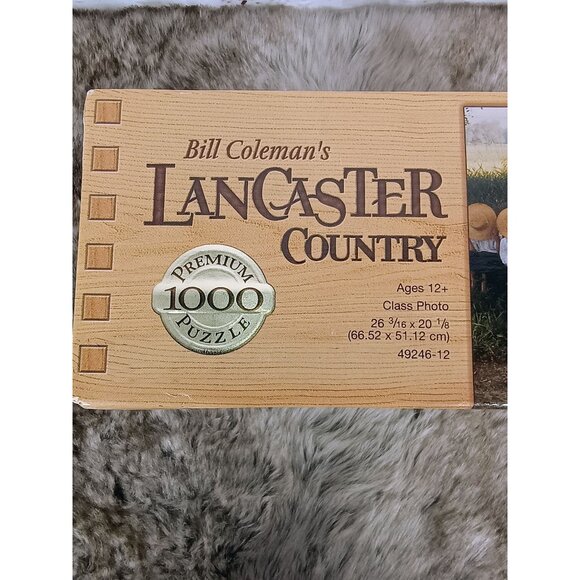 Bill Coleman's
LANCASTER
COUNTRY
PREMIUM
1000
PUZZLE
Ages 12+
Class Photo
26 3/16 x 20 1/8
(66.52 x 51.12 cm)
49246-12